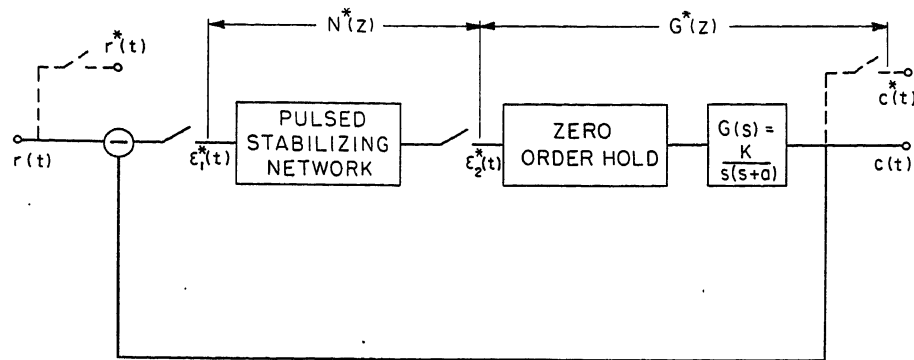 N*(Z)
G*(Z)
r*(t)
c*(t)
r(t)
−
ε₁*(t)
PULSED
STABILIZING
NETWORK
ε₂*(t)
ZERO
ORDER HOLD
G(s) =
K
s(s+a)
c(t)